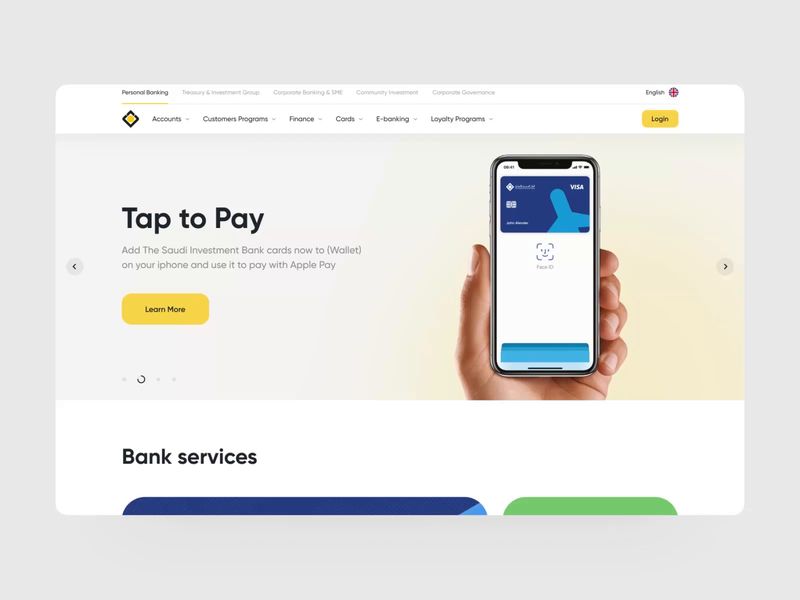 Personal Banking
Treasury & Investment Group
Corporate Banking & SME
Community Investment
Corporate Governance
English
Accounts
Customers Programs
Finance
Cards
E-banking
Loyalty Programs
Login
Tap to Pay
Add The Saudi Investment Bank cards now to (Wallet)
on your iphone and use it to pay with Apple Pay
Learn More
09:41
VISA
Face ID
Bank services